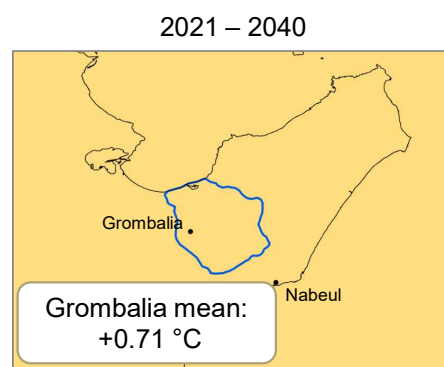 2021 – 2040
Grombalia
Nabeul
Grombalia mean:
+0.71 °C